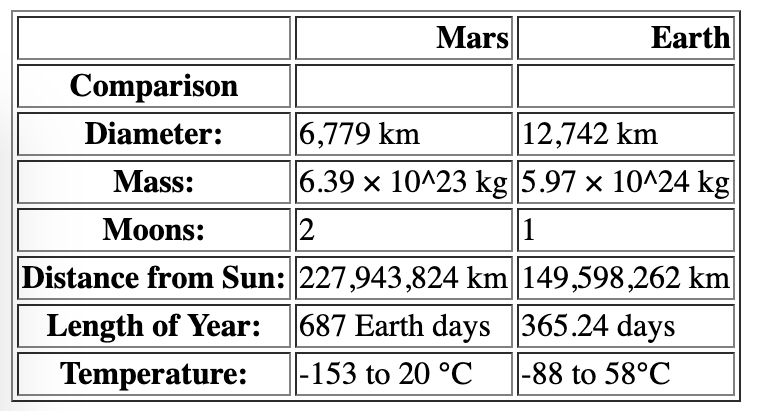 Mars Earth
Comparison
Diameter: 6,779 km 12,742 km
Mass: 6.39 × 10^23 kg 5.97 × 10^24 kg
Moons: 2 1
Distance from Sun: 227,943,824 km 149,598,262 km
Length of Year: 687 Earth days 365.24 days
Temperature: -153 to 20 °C -88 to 58°C